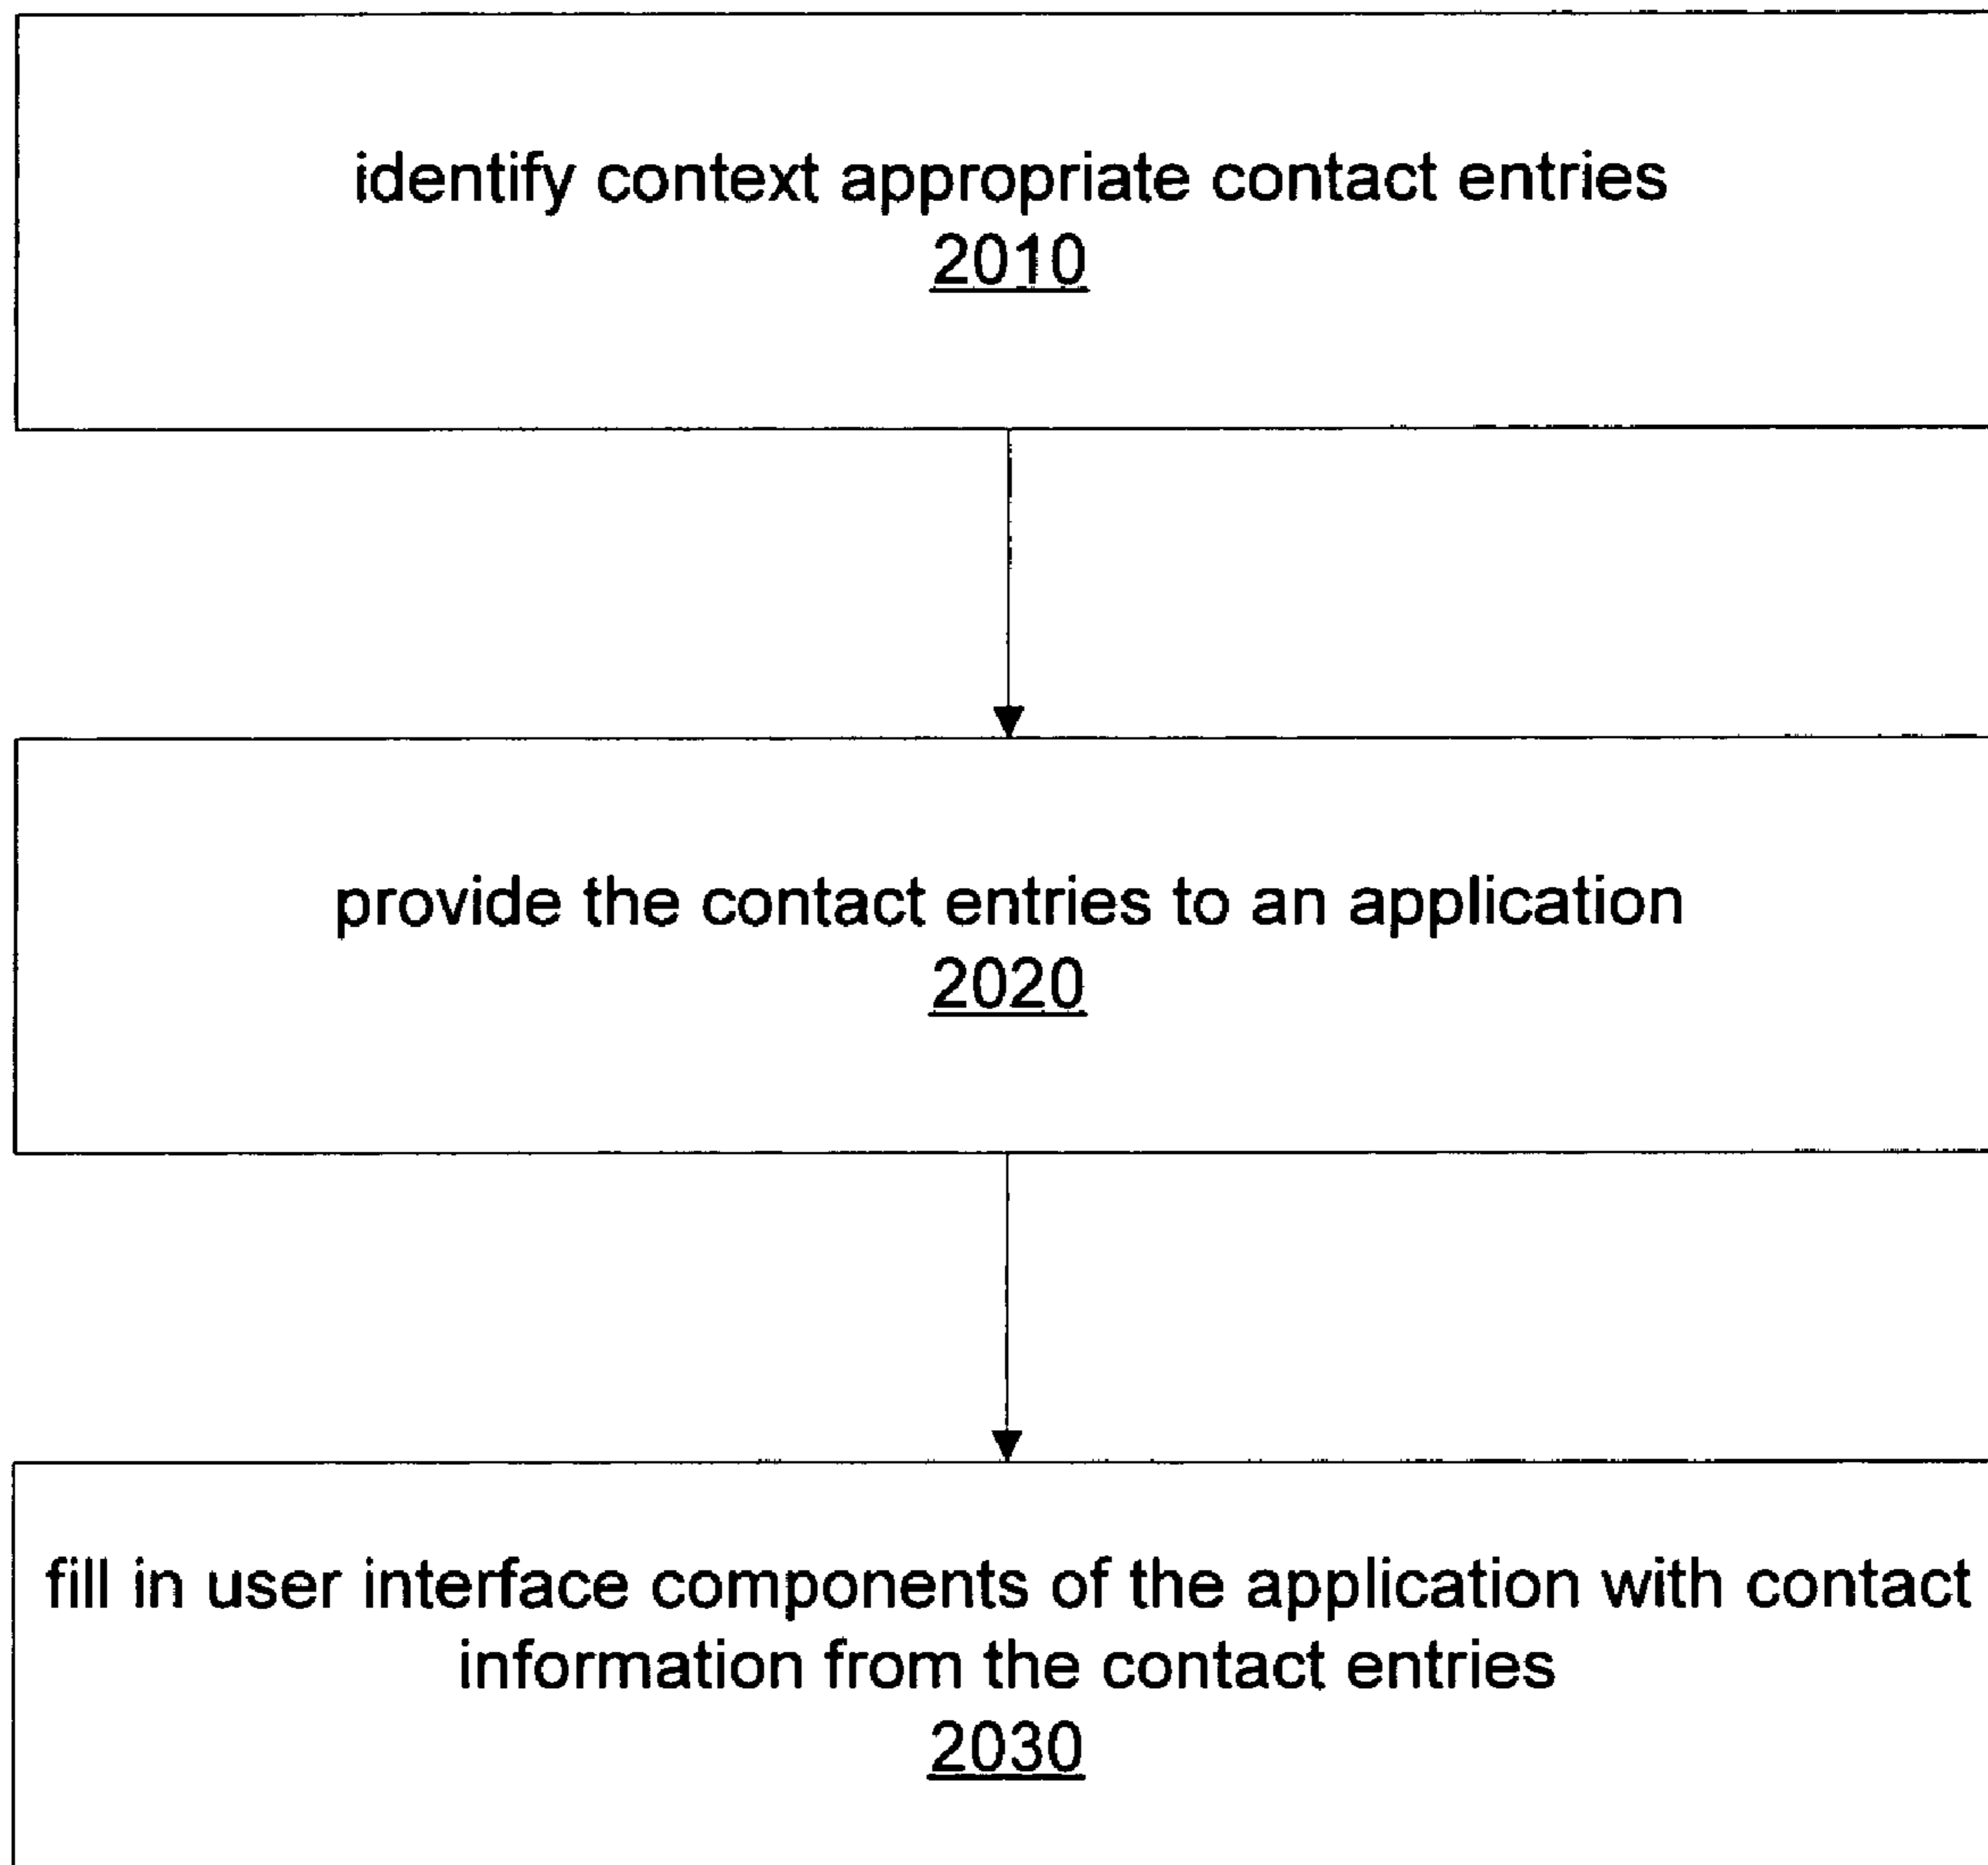 identify context appropriate contact entries
2010
provide the contact entries to an application
2020
fill in user interface components of the application with contact
information from the contact entries
2030